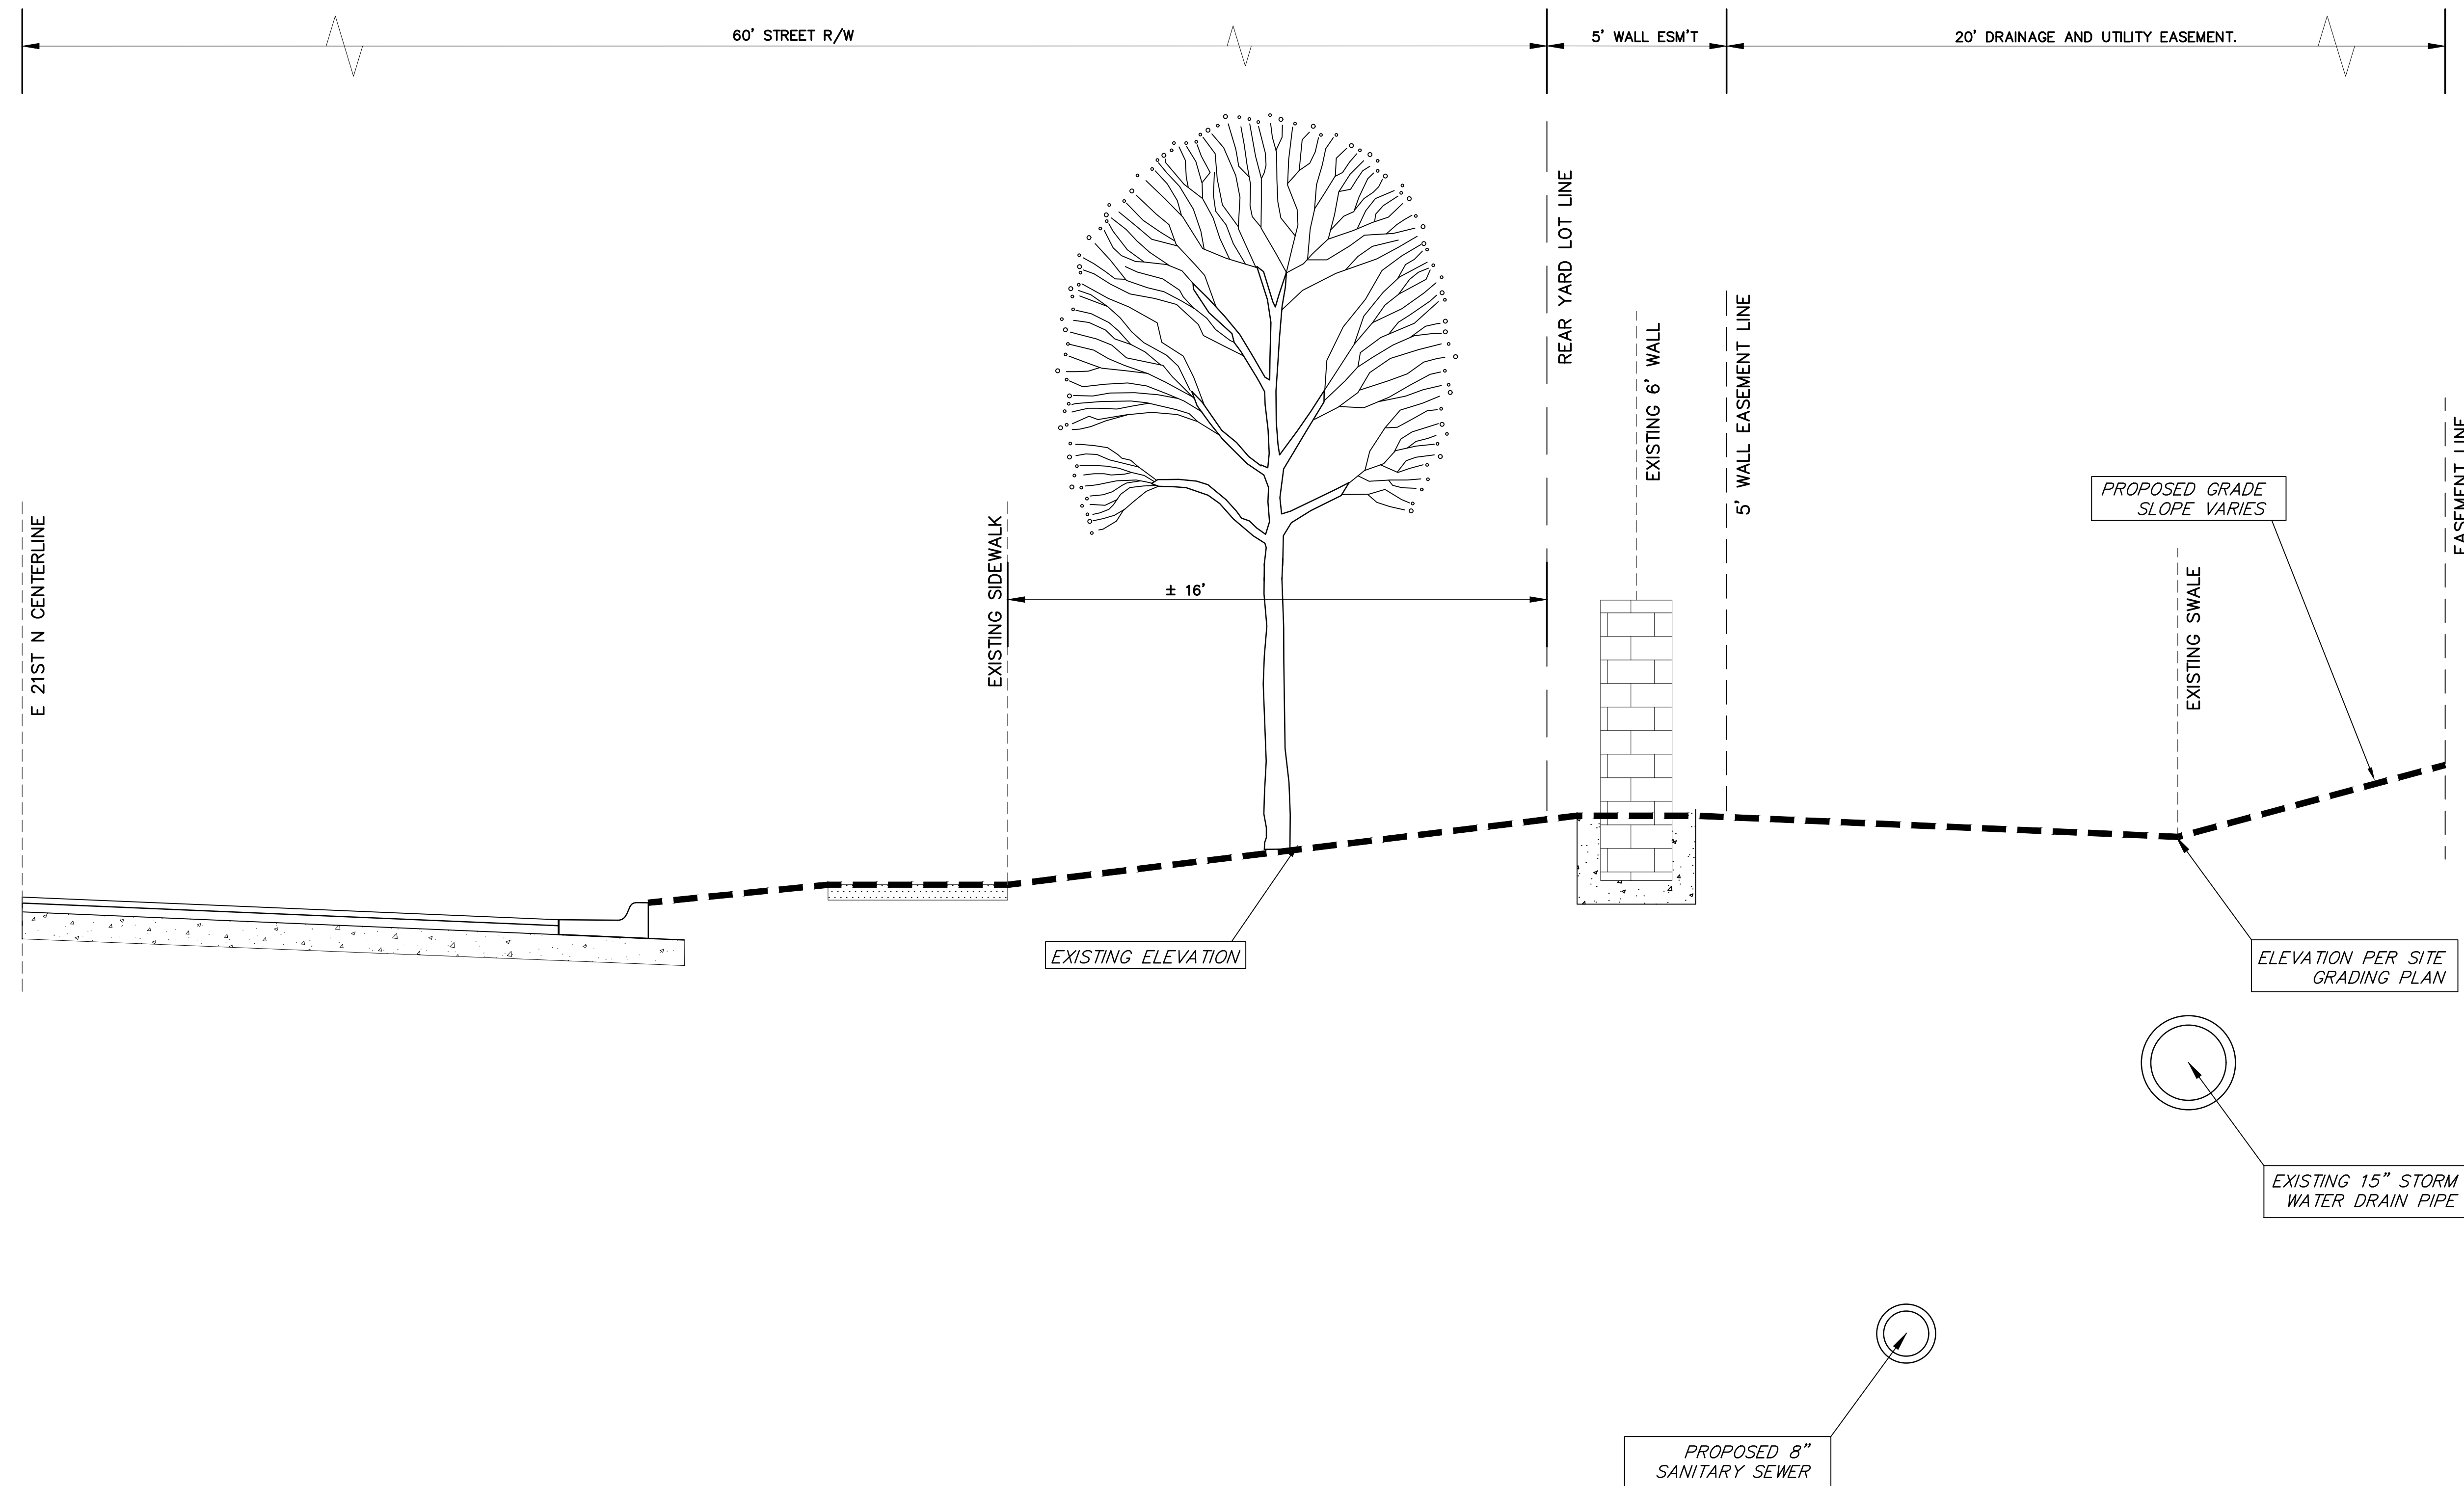 60' STREET R/W
5' WALL ESM'T
20' DRAINAGE AND UTILITY EASEMENT.
E 21ST N CENTERLINE
EXISTING SIDEWALK
± 16'
REAR YARD LOT LINE
EXISTING 6' WALL
5' WALL EASEMENT LINE
PROPOSED GRADE
SLOPE VARIES
EXISTING SWALE
EASEMENT LINE
EXISTING ELEVATION
ELEVATION PER SITE
GRADING PLAN
EXISTING 15" STORM
WATER DRAIN PIPE
PROPOSED 8"
SANITARY SEWER